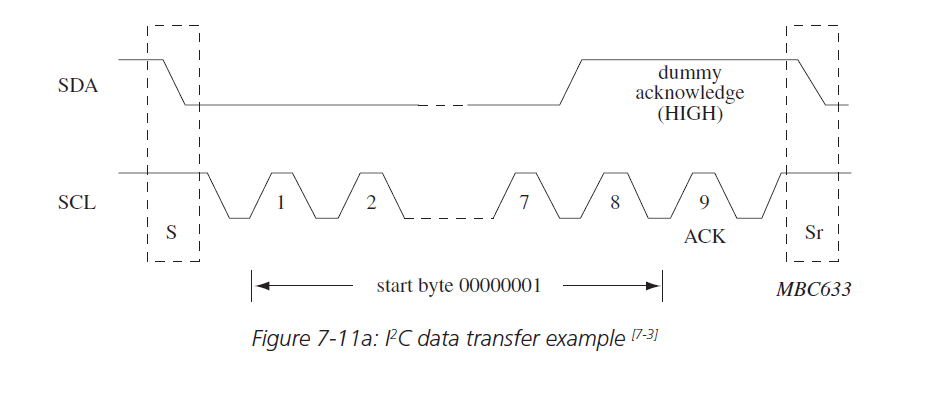 SDA
dummy
acknowledge
(HIGH)
SCL
1
2
7
8
9
S
ACK
Sr
start byte 00000001
MBC633
Figure 7-11a: I²C data transfer example [7-3]